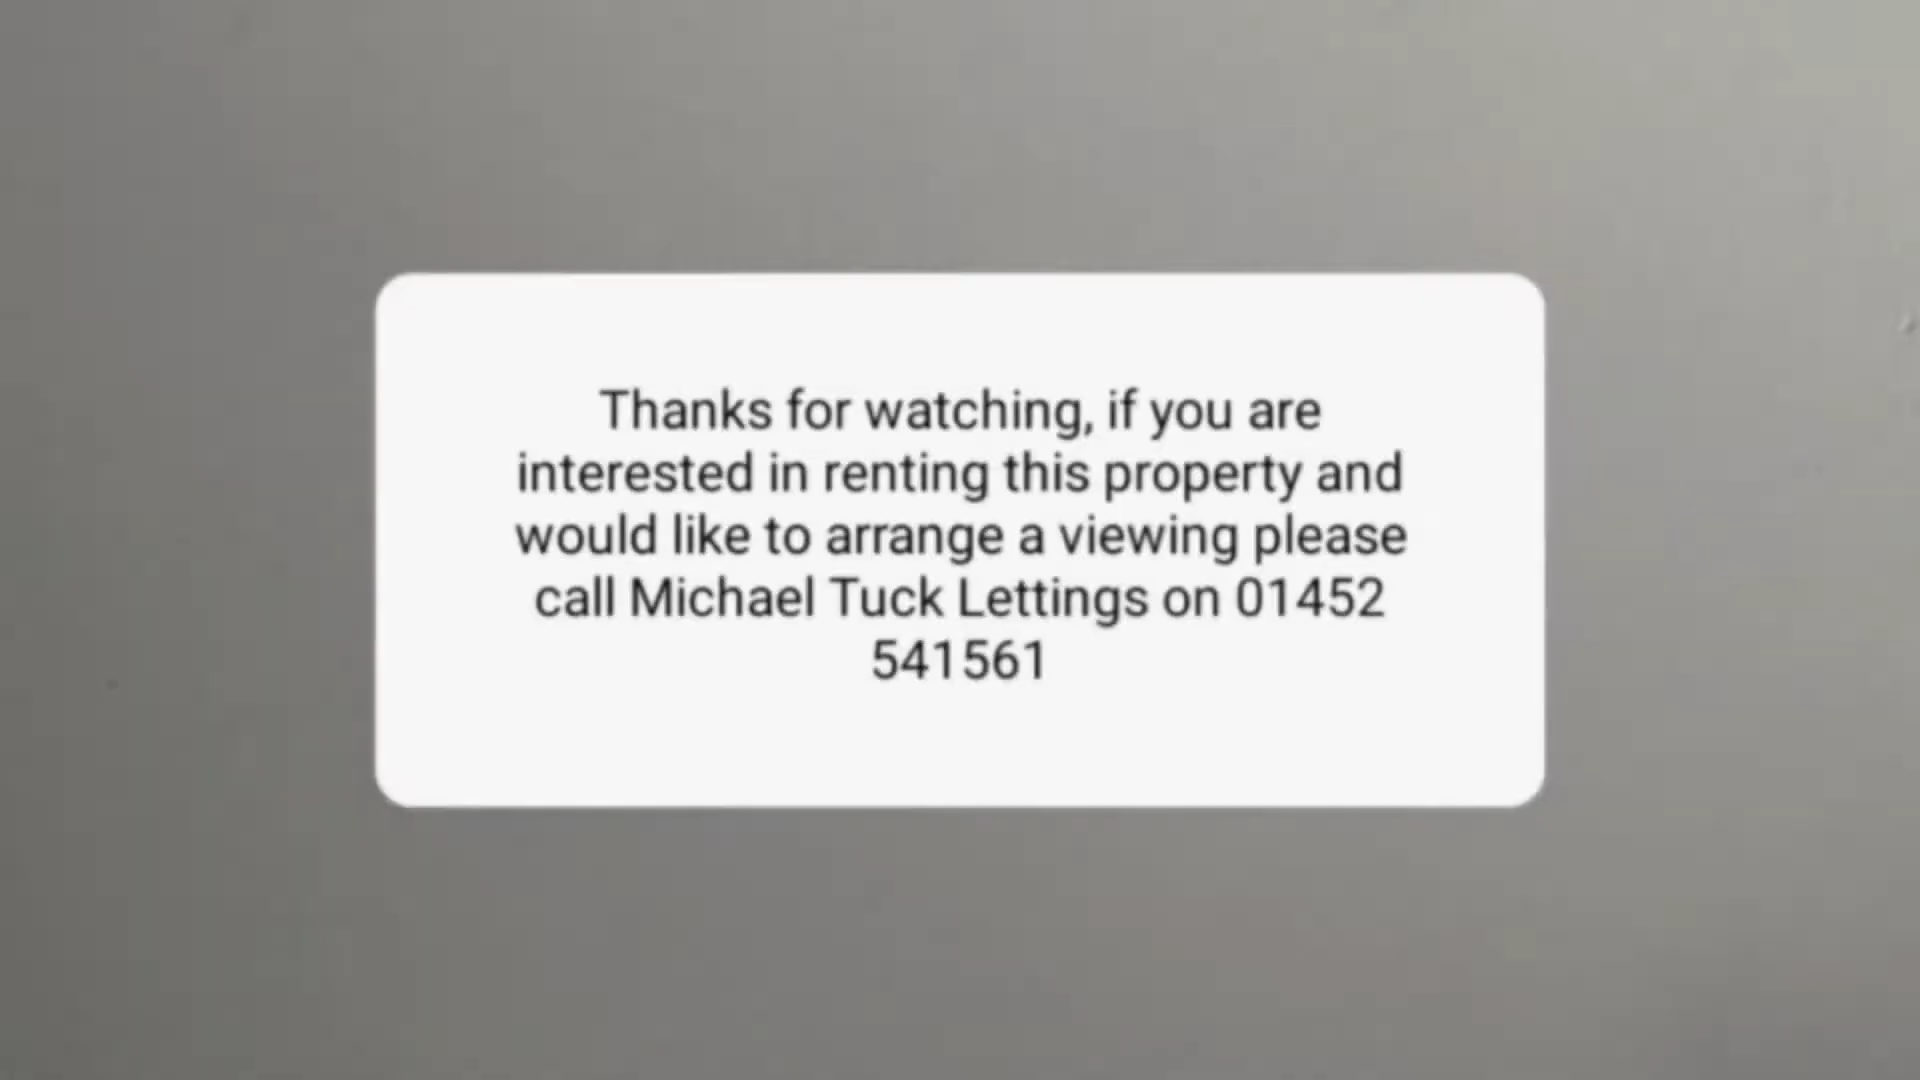 Thanks for watching, if you are
interested in renting this property and
would like to arrange a viewing please
call Michael Tuck Lettings on 01452
541561